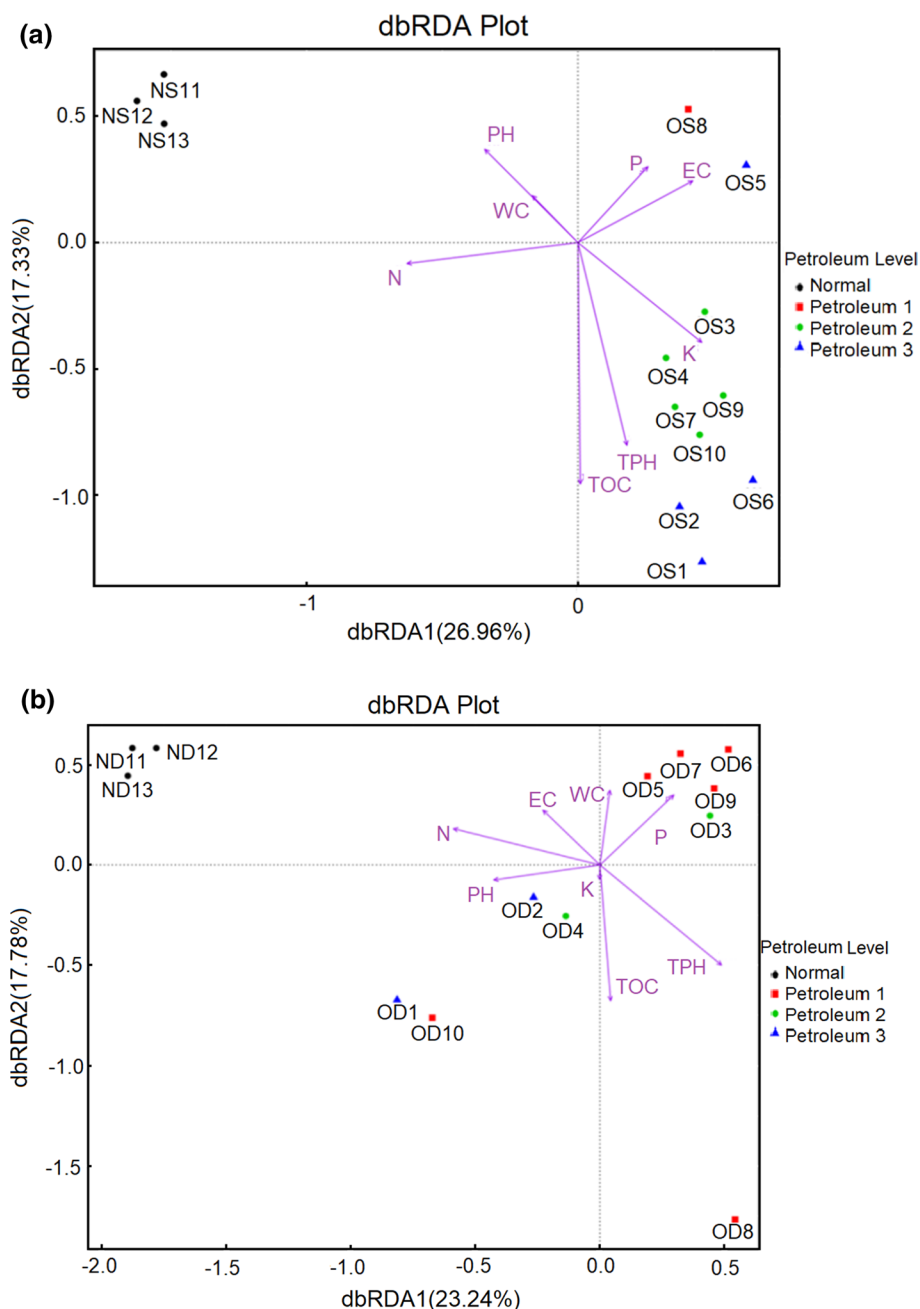 (a)
dbRDA Plot
NS11
NS12
NS13
PH
WC
N
P
EC
OS8
OS5
OS3
K
OS4
OS7
OS9
OS10
TPH
TOC
OS6
OS2
OS1
0.5
0.0
-0.5
-1.0
-1
0
dbRDA2(17.33%)
dbRDA1(26.96%)
Petroleum Level
Normal
Petroleum 1
Petroleum 2
Petroleum 3
(b)
dbRDA Plot
ND11
ND12
ND13
OD7
OD6
OD5
OD9
OD3
EC
WC
P
N
PH
K
OD2
OD4
TPH
TOC
OD1
OD10
OD8
0.5
0.0
-0.5
-1.0
-1.5
-2.0
-1.5
-1.0
-0.5
0.0
0.5
dbRDA2(17.78%)
dbRDA1(23.24%)
Petroleum Level
Normal
Petroleum 1
Petroleum 2
Petroleum 3